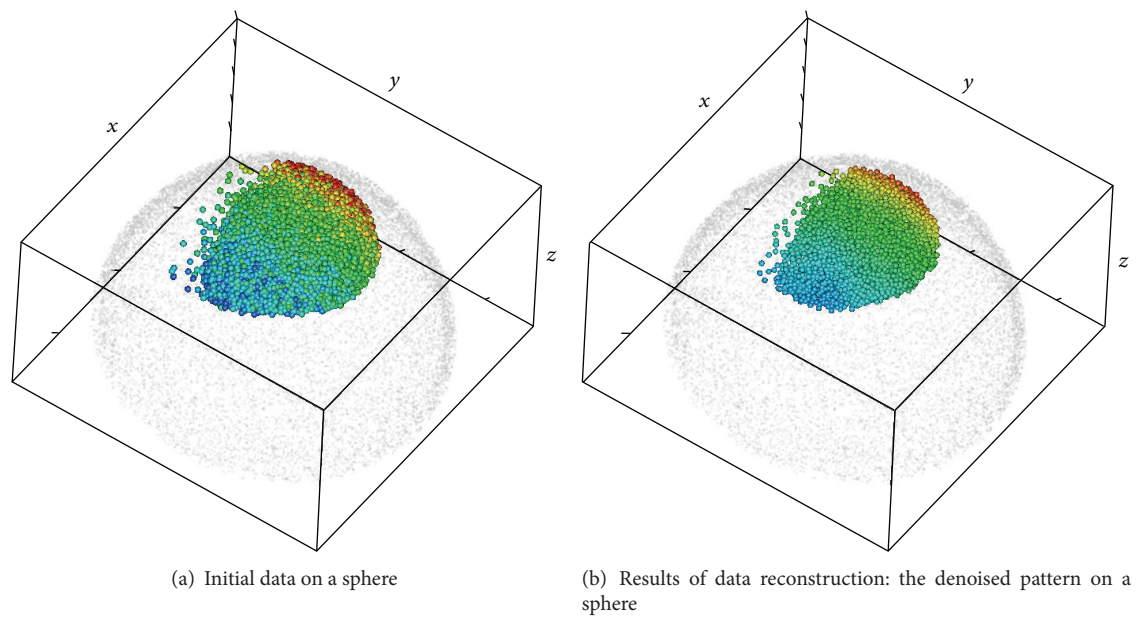 x
y
z
x
y
z
(a) Initial data on a sphere
(b) Results of data reconstruction: the denoised pattern on a
sphere